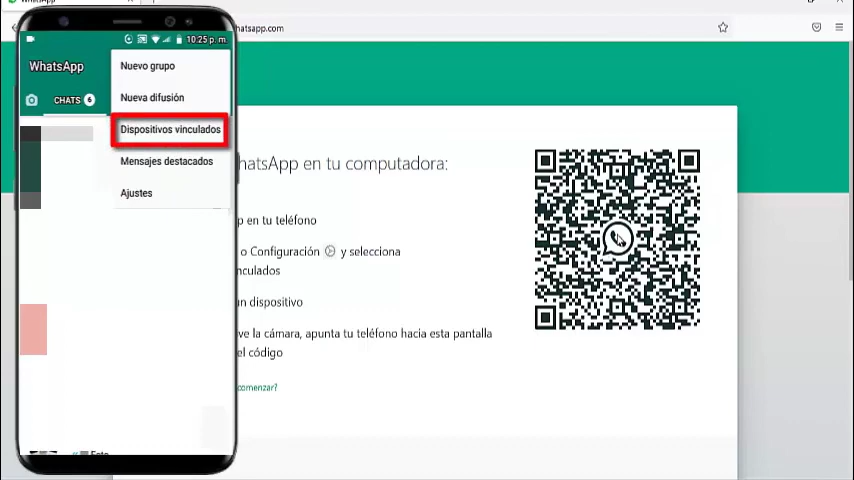 WhatsApp
hatsapp.com
10:25 p. m.
WhatsApp
CHATS 6
Nuevo grupo
Nueva difusión
Dispositivos vinculados
Mensajes destacados
Ajustes
hatsApp en tu computadora:
p en tu teléfono
o Configuración y selecciona
nculados
un dispositivo
ve la cámara, apunta tu teléfono hacia esta pantalla
el código
comenzar?